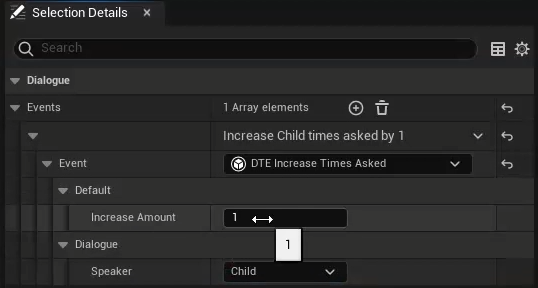 Selection Details
Search
Dialogue
Events 1 Array elements
Increase Child times asked by 1
Event DTE Increase Times Asked
Default
Increase Amount 1
1
Dialogue
Speaker Child